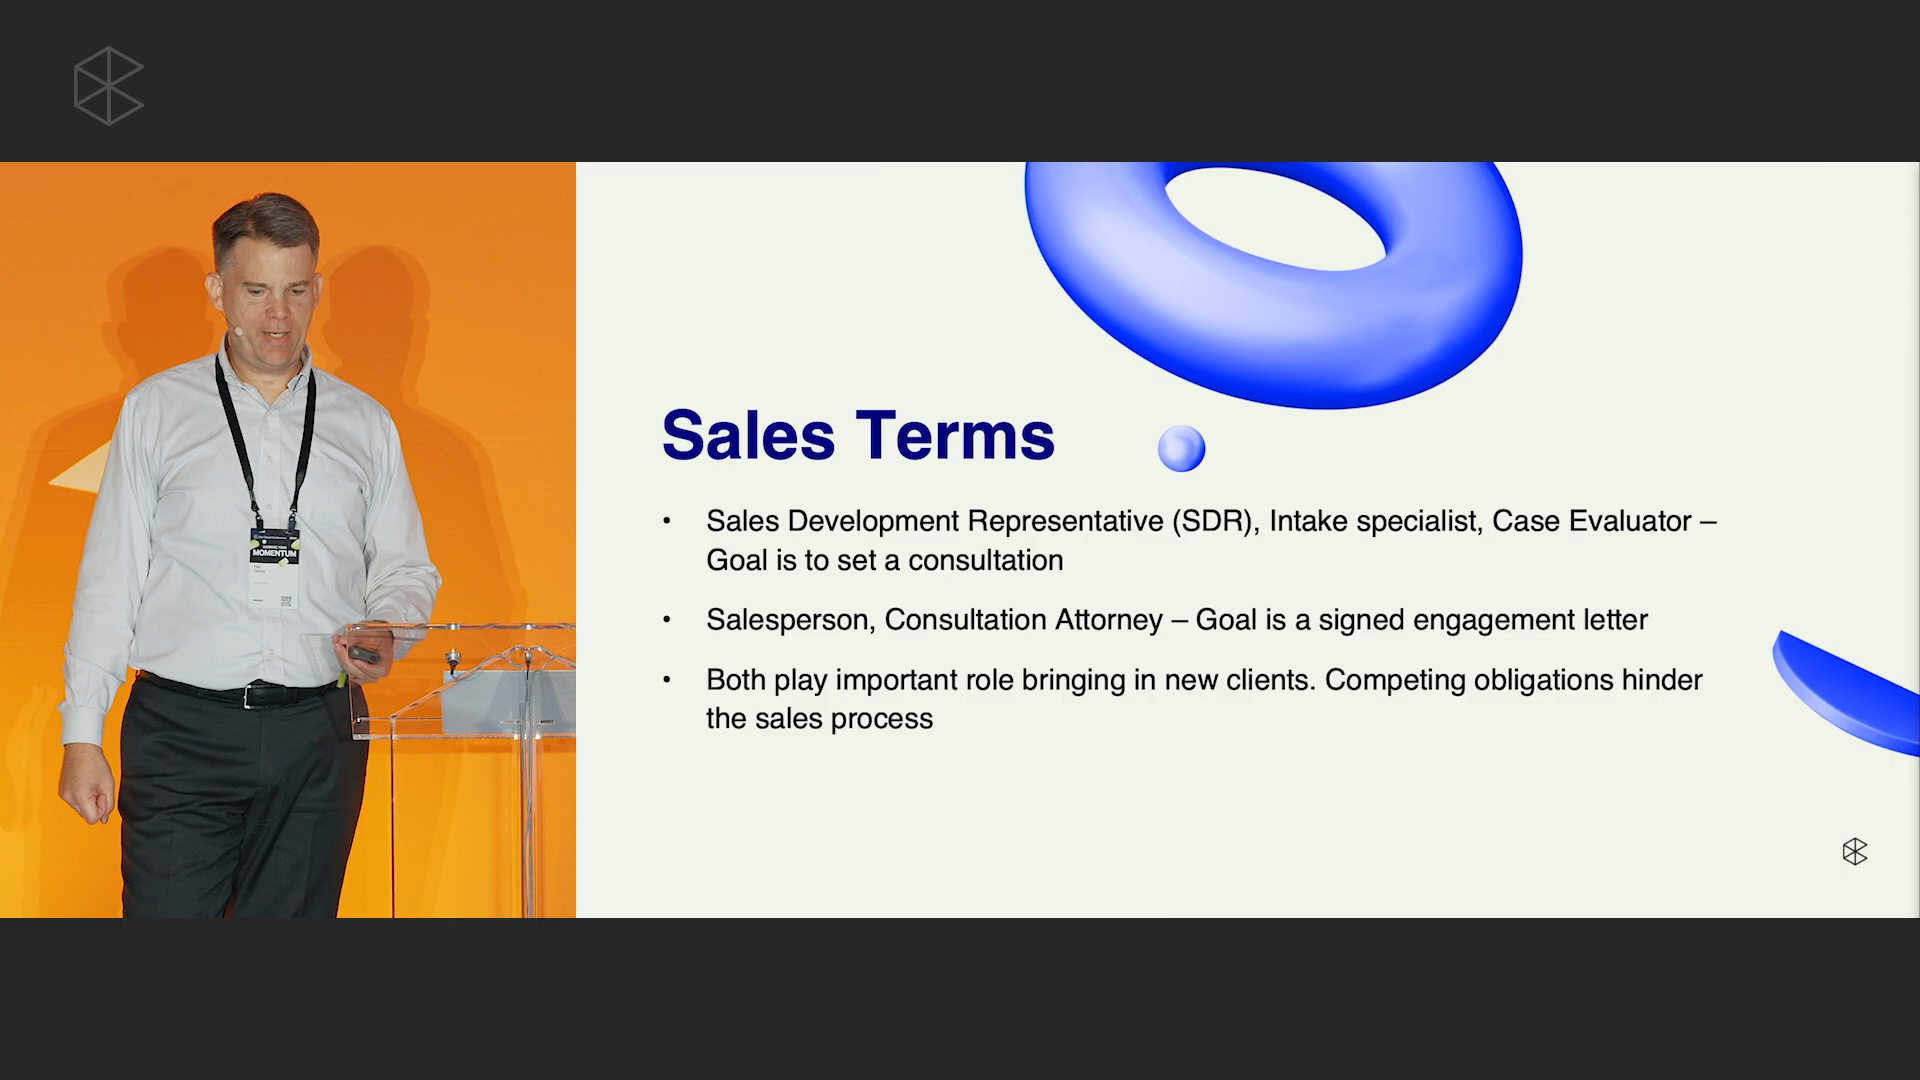 MOMENTUM
Sales Terms
• Sales Development Representative (SDR), Intake specialist, Case Evaluator –
Goal is to set a consultation
• Salesperson, Consultation Attorney – Goal is a signed engagement letter
• Both play important role bringing in new clients. Competing obligations hinder
the sales process